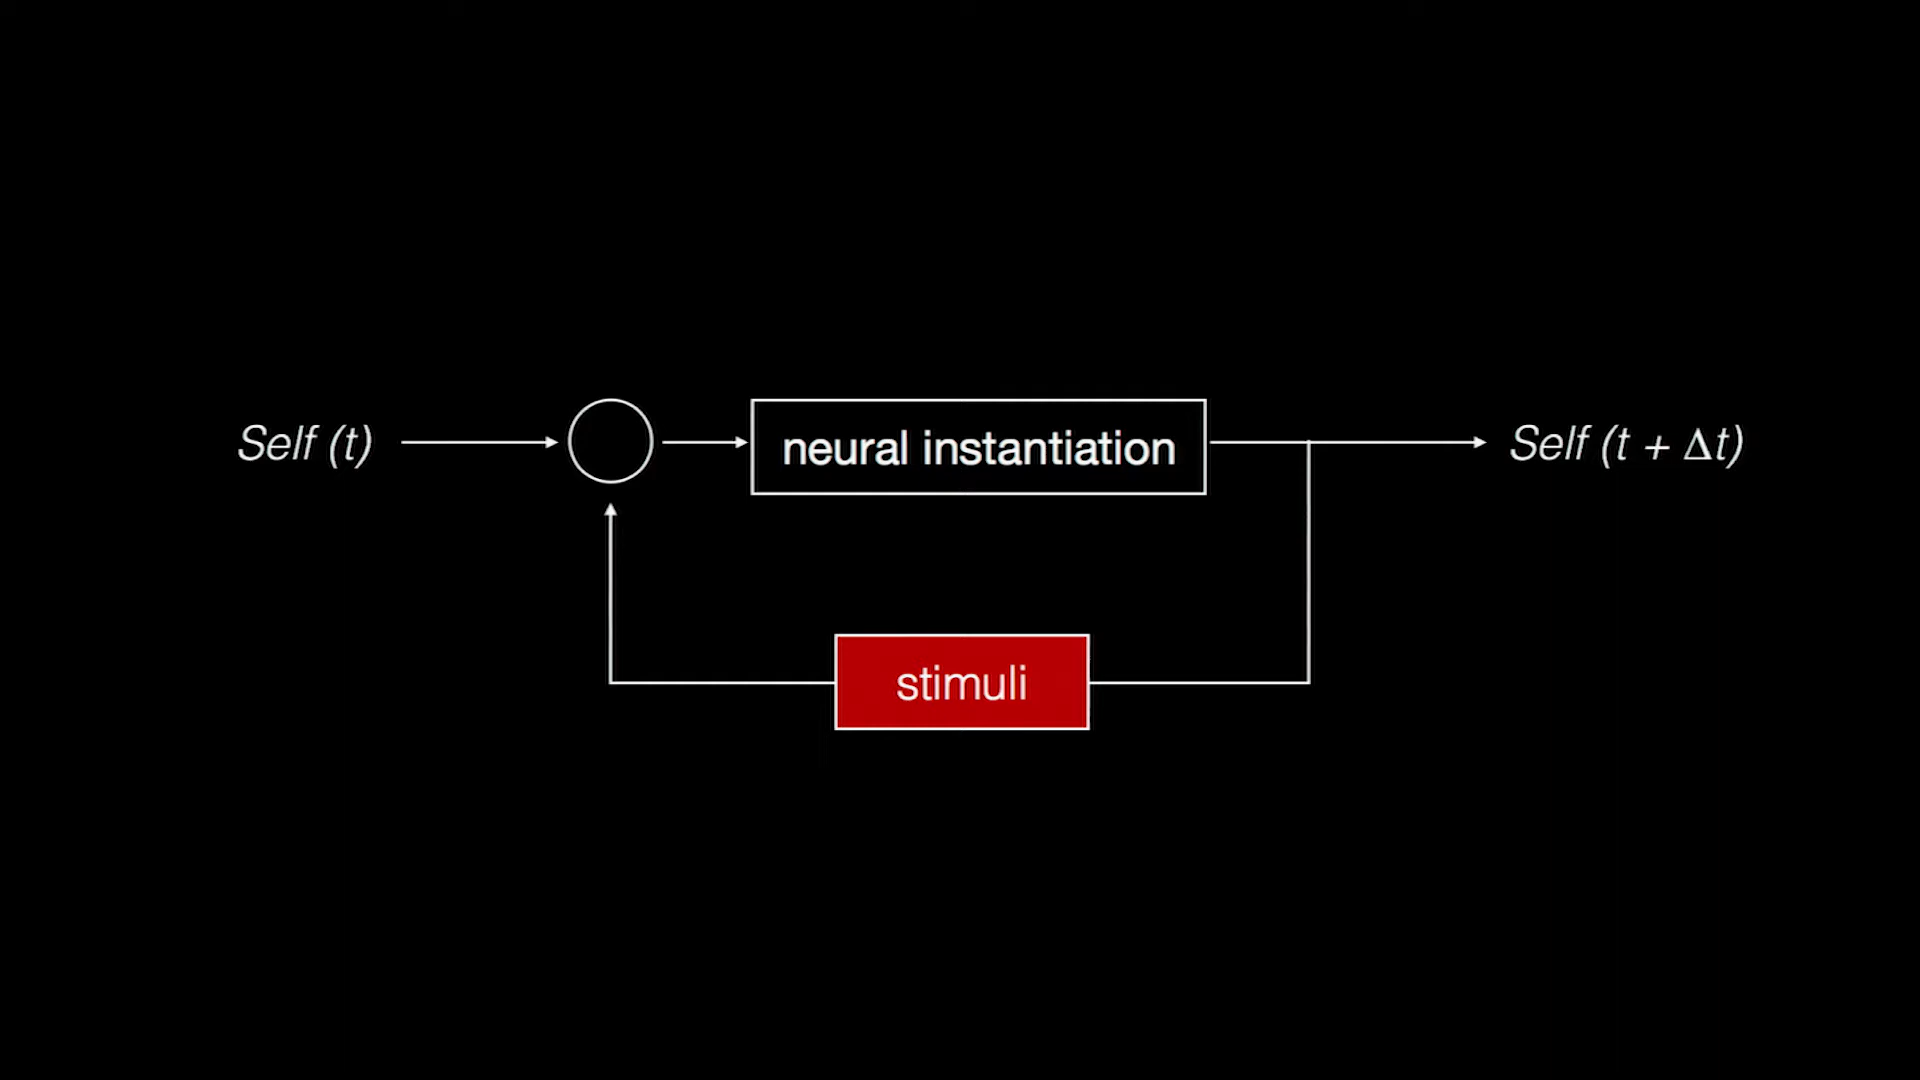 Self (t)
neural instantiation
Self (t + Δt)
stimuli